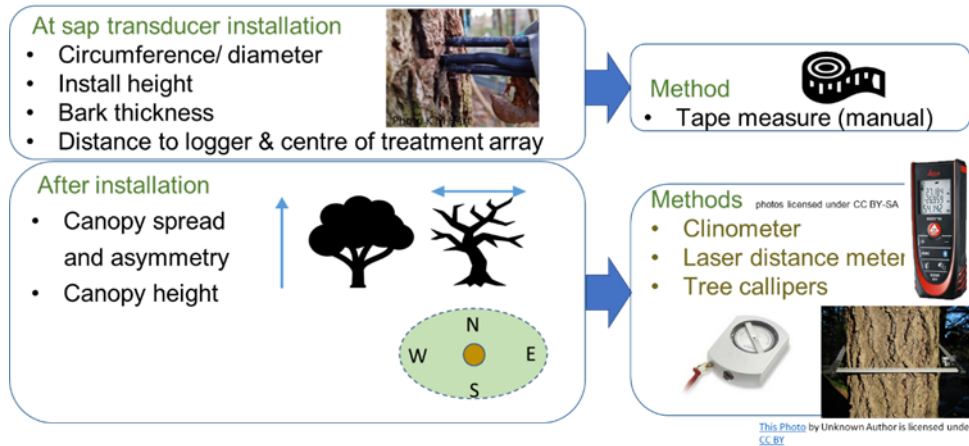 At sap transducer installation
• Circumference/ diameter
• Install height
• Bark thickness
• Distance to logger & centre of treatment array
Method
• Tape measure (manual)
After installation
• Canopy spread
and asymmetry
• Canopy height
N
W
E
S
Methods photos licensed under CC BY-SA
• Clinometer
• Laser distance meter
• Tree callipers
This Photo by Unknown Author is licensed under
CC BY